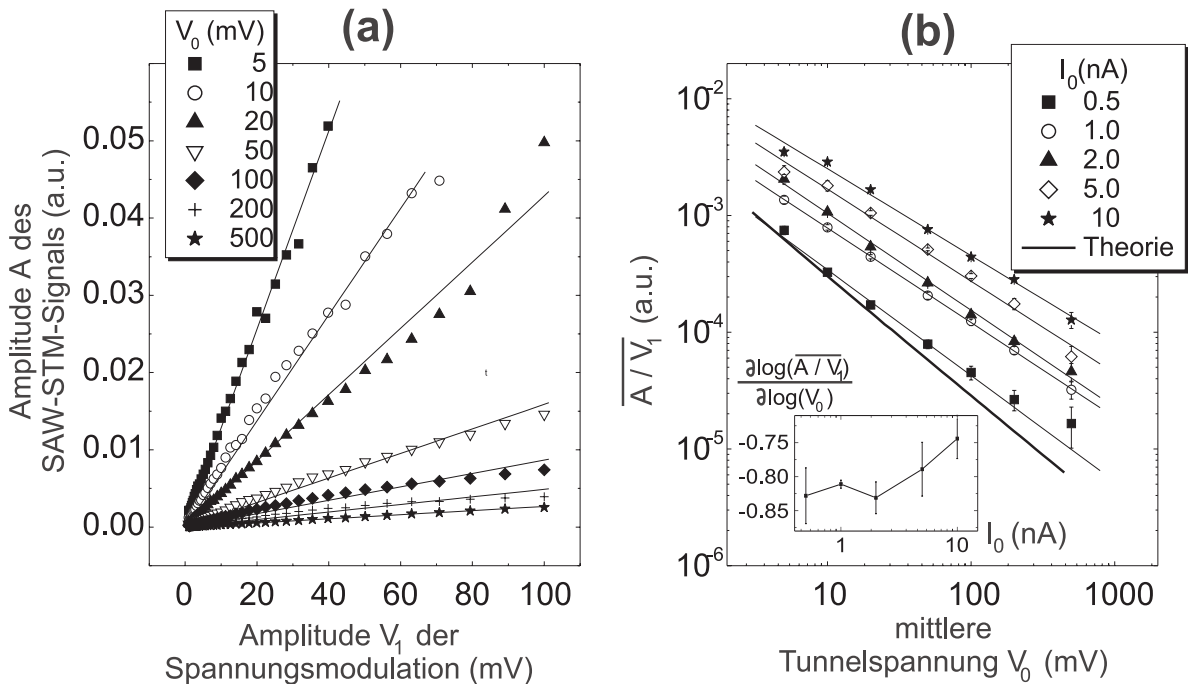 (a)
V₀ (mV)
5
10
20
50
100
200
500
0.05
0.04
0.03
0.02
0.01
0.00
Amplitude A des
SAW-STM-Signals (a.u.)
0
20
40
60
80
100
Amplitude V₁ der
Spannungsmodulation (mV)
(b)
I₀(nA)
0.5
1.0
2.0
5.0
10
Theorie
10⁻²
10⁻³
10⁻⁴
10⁻⁵
10⁻⁶
A / V₁ (a.u.)
∂log(A / V₁)
∂log(V₀)
-0.75
-0.80
-0.85
1
10
I₀ (nA)
10
100
1000
mittlere
Tunnelspannung V₀ (mV)